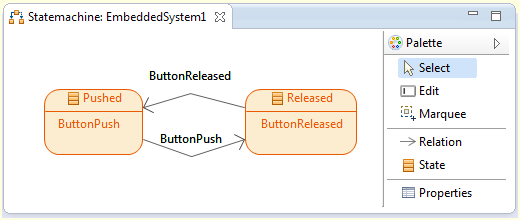 Statemachine: EmbeddedSystem1
Palette
Select
Edit
Marquee
Relation
State
Properties
ButtonReleased
Pushed
ButtonPush
ButtonPush
Released
ButtonReleased